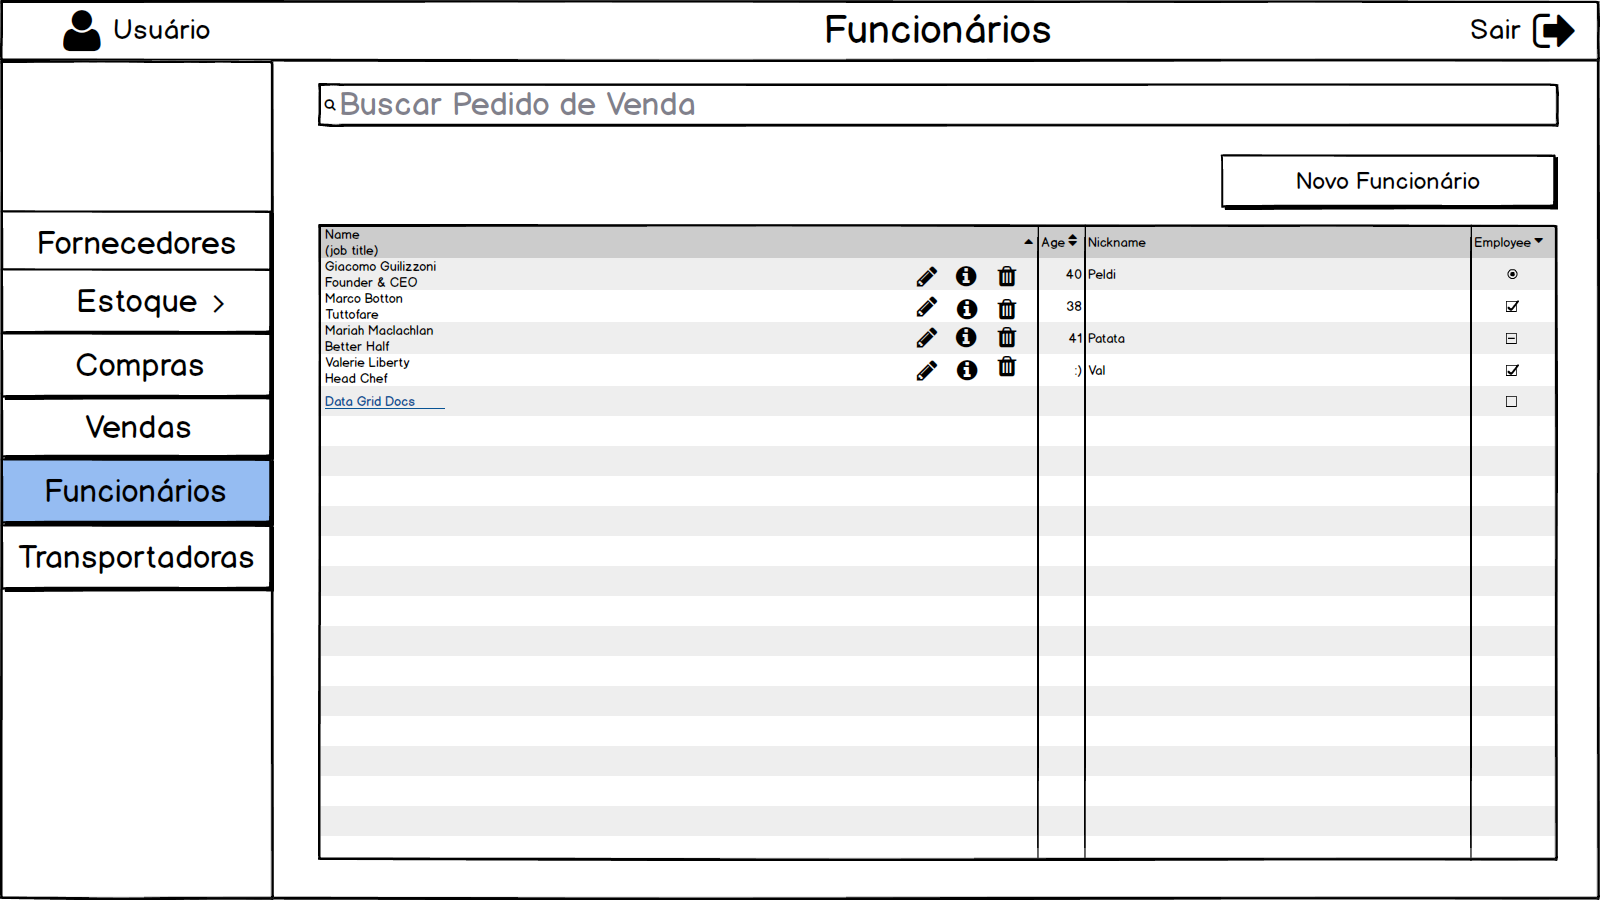 Usuário
Funcionários
Sair
Buscar Pedido de Venda
Novo Funcionário
Fornecedores
Estoque >
Compras
Vendas
Funcionários
Transportadoras
Name
(job title)
Age
Nickname
Employee
Giacomo Guilizzoni
Founder & CEO
40
Peldi
Marco Botton
Tuttofare
38
Mariah Maclachlan
Better Half
41
Patata
Valerie Liberty
Head Chef
:)
Val
Data Grid Docs